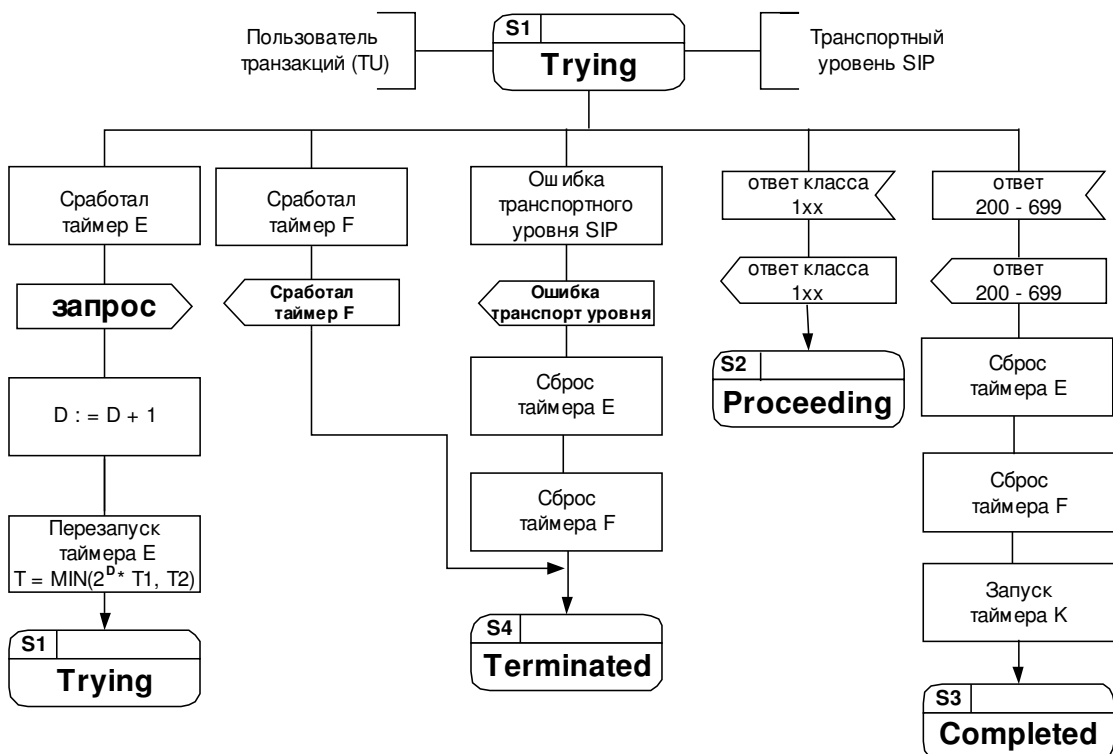 S1
Trying
Пользователь
транзакций (TU)
Транспортный
уровень SIP
Сработал
таймер E
запрос
D : = D + 1
Перезапуск
таймера E
T = MIN(2^D* T1, T2)
S1
Trying
Сработал
таймер F
Сработал
таймер F
Ошибка
транспортного
уровня SIP
Ошибка
транспорт уровня
Сброс
таймера E
Сброс
таймера F
S4
Terminated
ответ класса
1xx
ответ класса
1xx
S2
Proceeding
ответ
200 - 699
ответ
200 - 699
Сброс
таймера E
Сброс
таймера F
Запуск
таймера K
S3
Completed